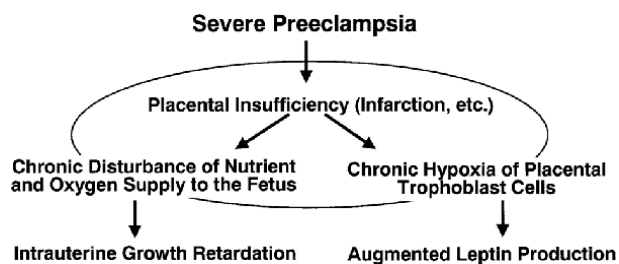 Severe Preeclampsia
Placental Insufficiency (Infarction, etc.)
Chronic Disturbance of Nutrient
and Oxygen Supply to the Fetus
Chronic Hypoxia of Placental
Trophoblast Cells
Intrauterine Growth Retardation
Augmented Leptin Production